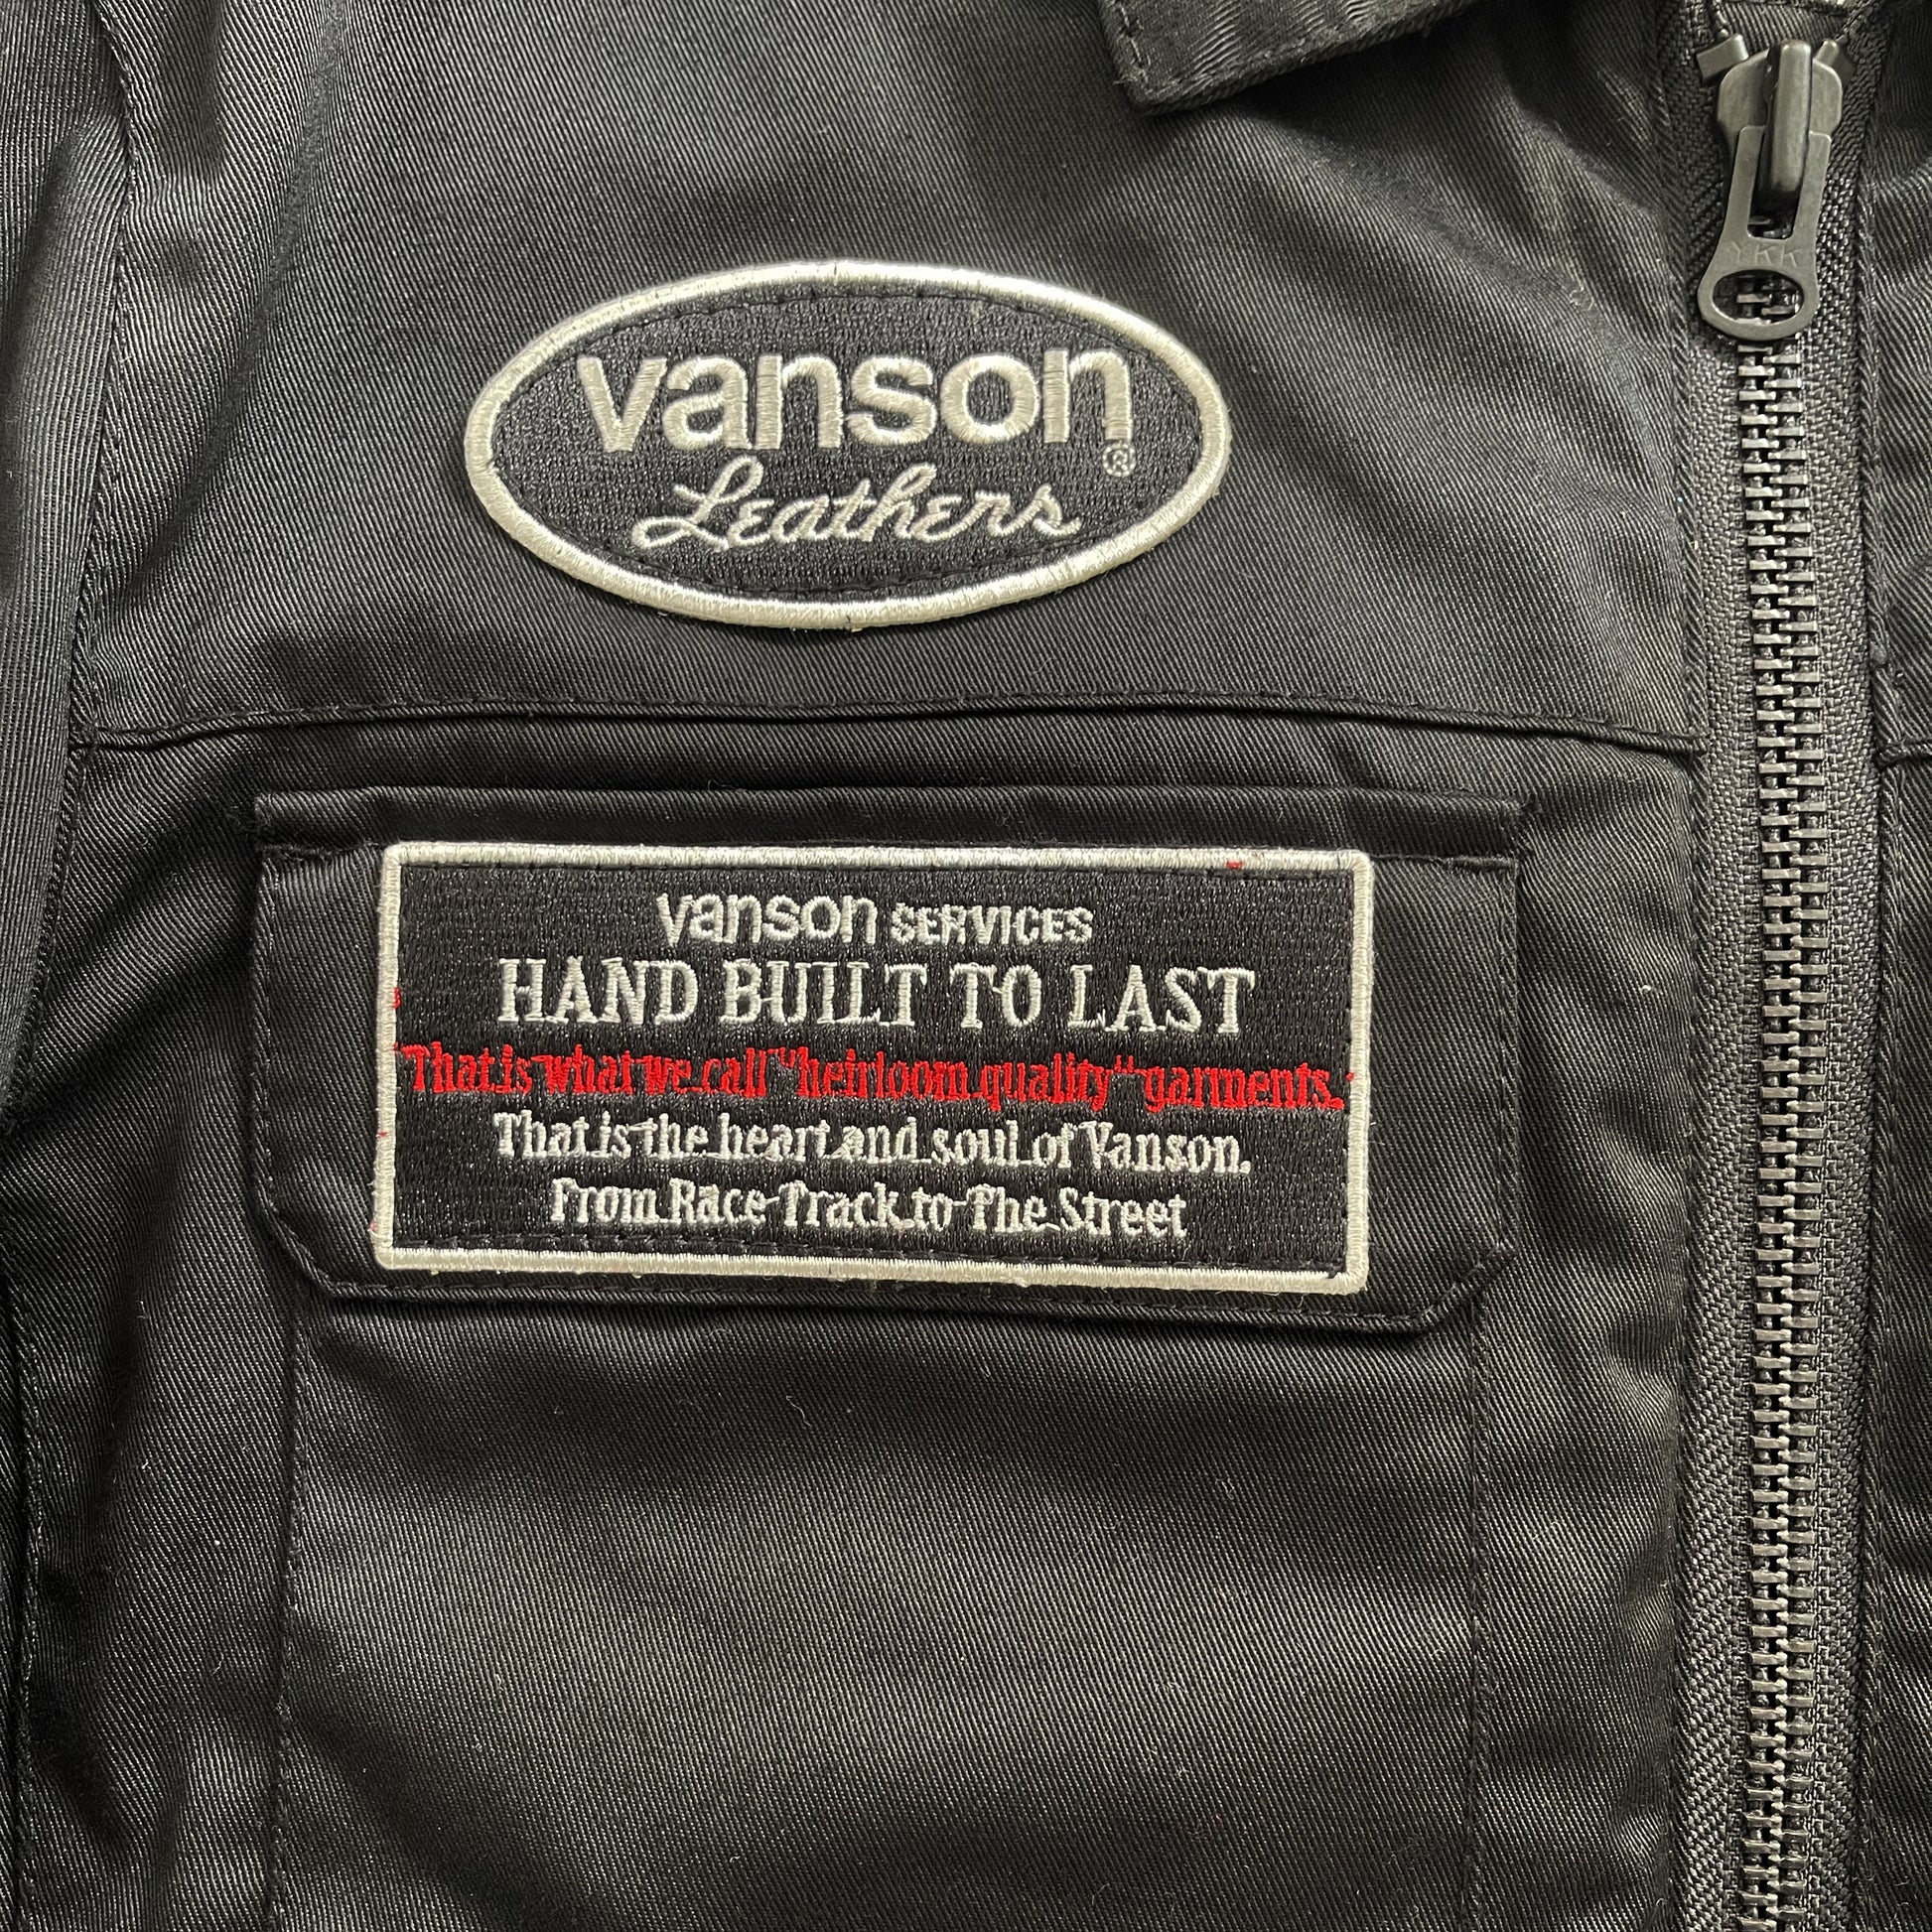 vanson
®
Leathers
YKK
vanson SERVICES
HAND BUILT TO LAST
That is what we call "heirloom quality" garments.
That is the heart and soul of Vanson.
From Race Track to The Street